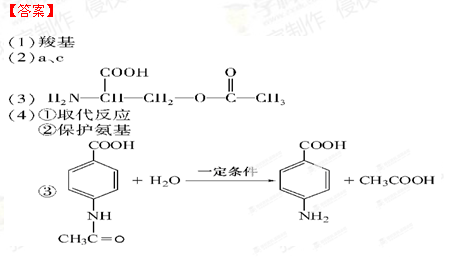 【答案】
(1)羧基
(2)a、c
COOH O
(3) H₂N—CH—CH₂—O—C—CH₃
(4)①取代反应
②保护氨基
COOH COOH
③ + H₂O 一定条件 + CH₃COOH
NH NH₂
CH₃C=O